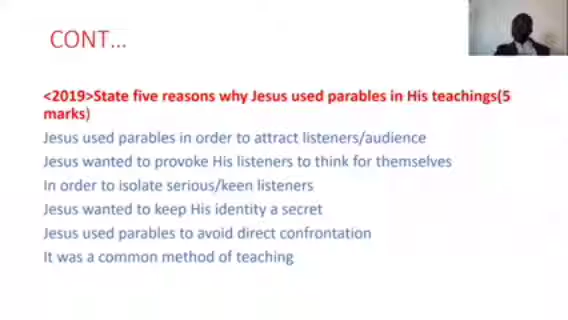 CONT...
<2019>State five reasons why Jesus used parables in His teachings(5
marks)
Jesus used parables in order to attract listeners/audience
Jesus wanted to provoke His listeners to think for themselves
In order to isolate serious/keen listeners
Jesus wanted to keep His identity a secret
Jesus used parables to avoid direct confrontation
It was a common method of teaching